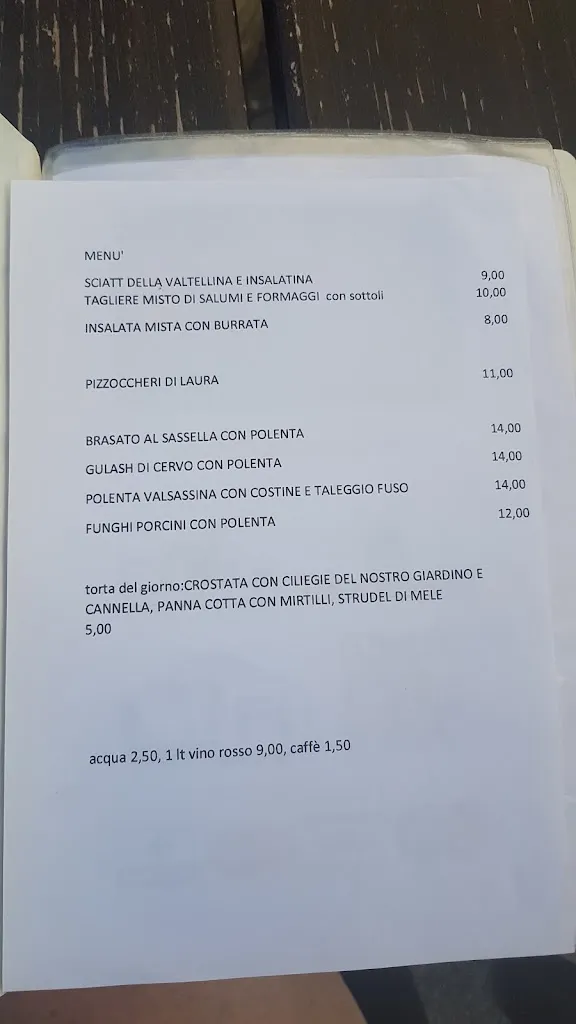 MENU'
SCIATT DELLA VALTELLINA E INSALATINA 9,00
TAGLIERE MISTO DI SALUMI E FORMAGGI con sottoli 10,00
INSALATA MISTA CON BURRATA 8,00
PIZZOCCHERI DI LAURA 11,00
BRASATO AL SASSELLA CON POLENTA 14,00
GULASH DI CERVO CON POLENTA 14,00
POLENTA VALSASSINA CON COSTINE E TALEGGIO FUSO 14,00
FUNGHI PORCINI CON POLENTA 12,00
torta del giorno:CROSTATA CON CILIEGIE DEL NOSTRO GIARDINO E
CANNELLA, PANNA COTTA CON MIRTILLI, STRUDEL DI MELE
5,00
acqua 2,50, 1 lt vino rosso 9,00, caffè 1,50